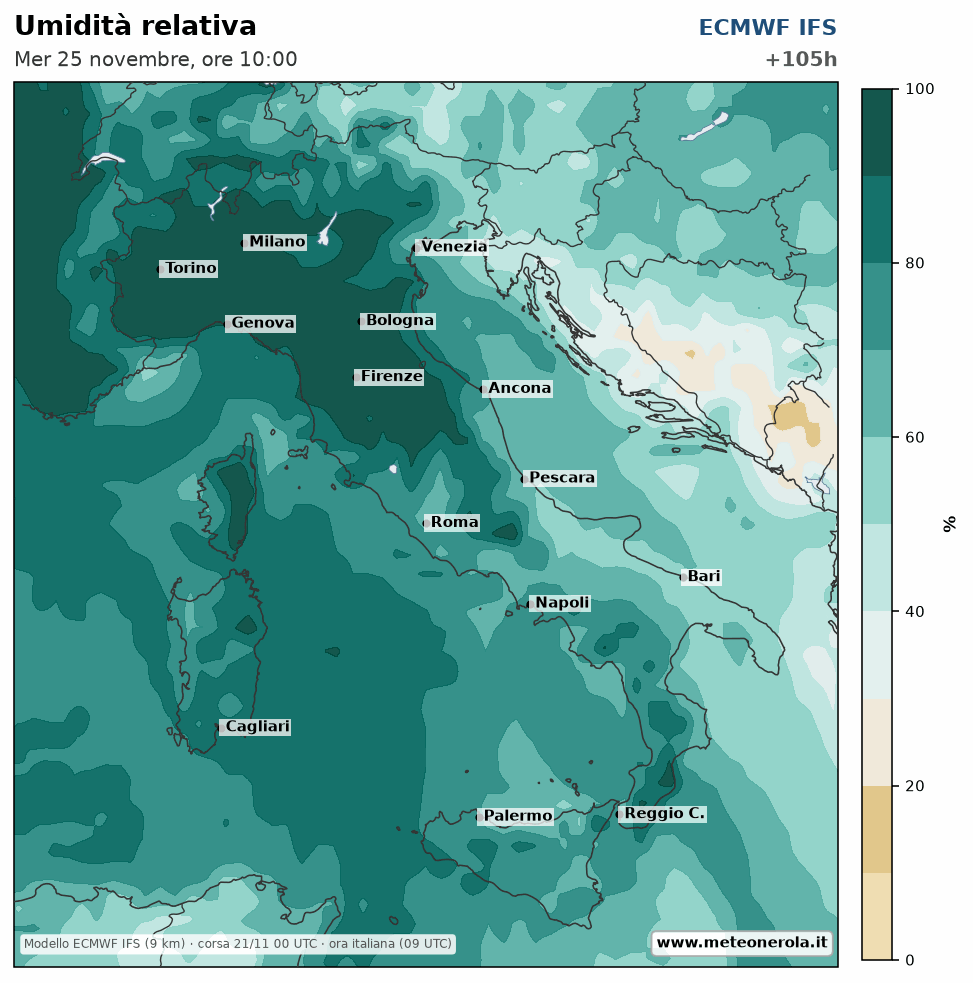 Umidità relativa
ECMWF IFS
Mer 25 novembre, ore 10:00
+105h
100
80
60
40
20
0
%
Milano
Venezia
Torino
Genova
Bologna
Firenze
Ancona
Pescara
Roma
Bari
Napoli
Cagliari
Palermo
Reggio C.
Modello ECMWF IFS (9 km) · corsa 21/11 00 UTC · ora italiana (09 UTC)
www.meteonerola.it